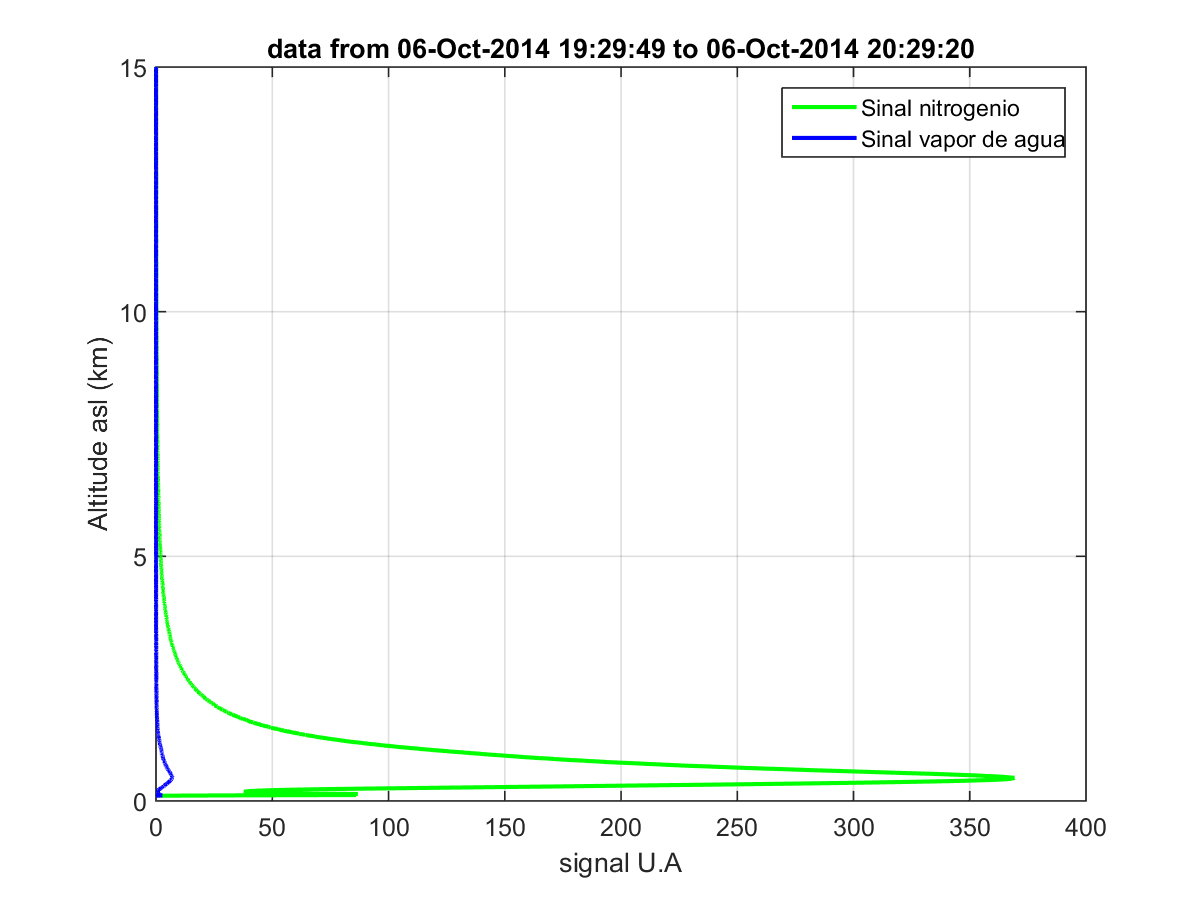 data from 06-Oct-2014 19:29:49 to 06-Oct-2014 20:29:20
Sinal nitrogenio
Sinal vapor de agua
Altitude asl (km)
15
10
5
0
0 50 100 150 200 250 300 350 400
signal U.A